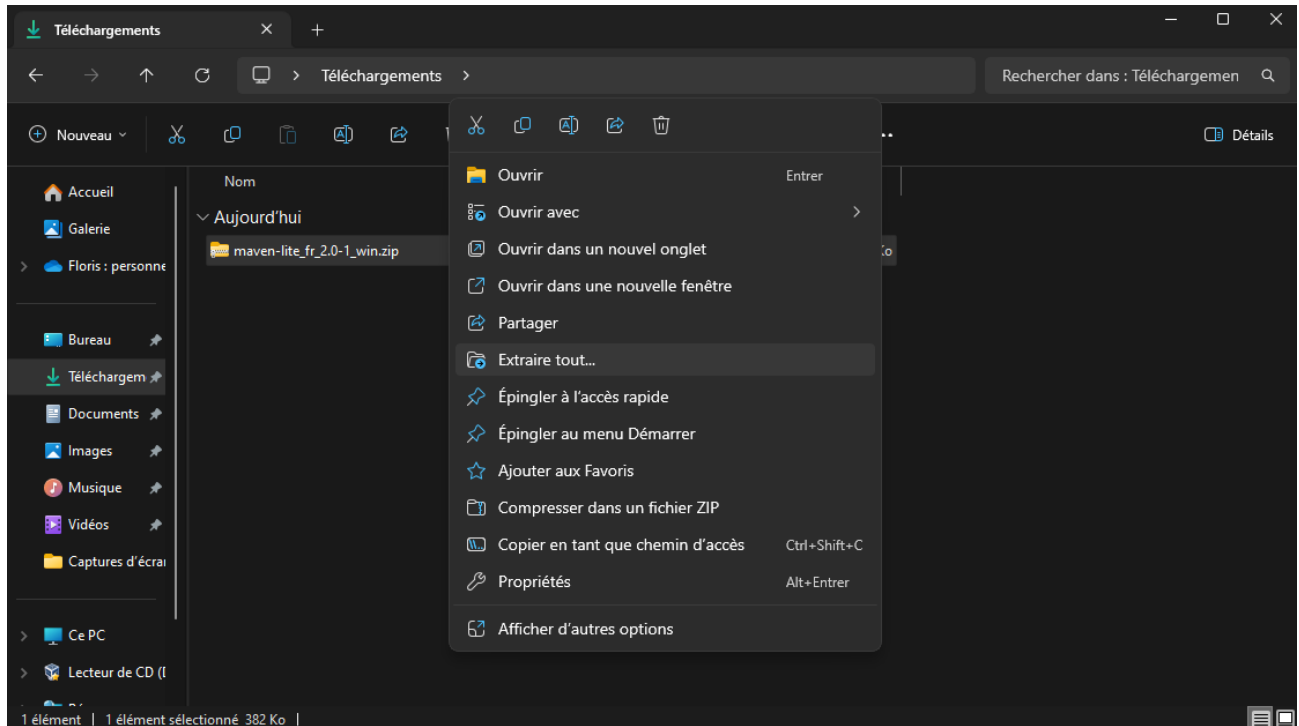 Téléchargements
Téléchargements
Rechercher dans : Téléchargemen
Nouveau
Détails
Accueil
Galerie
Floris : personne
Bureau
Téléchargem
Documents
Images
Musique
Vidéos
Captures d'écran
Ce PC
Lecteur de CD (I
Nom
Aujourd'hui
maven-lite_fr_2.0-1_win.zip
Ko
Ouvrir Entrer
Ouvrir avec
Ouvrir dans un nouvel onglet
Ouvrir dans une nouvelle fenêtre
Partager
Extraire tout...
Épingler à l'accès rapide
Épingler au menu Démarrer
Ajouter aux Favoris
Compresser dans un fichier ZIP
Copier en tant que chemin d'accès Ctrl+Shift+C
Propriétés Alt+Entrer
Afficher d'autres options
1 élément | 1 élément sélectionné 382 Ko |